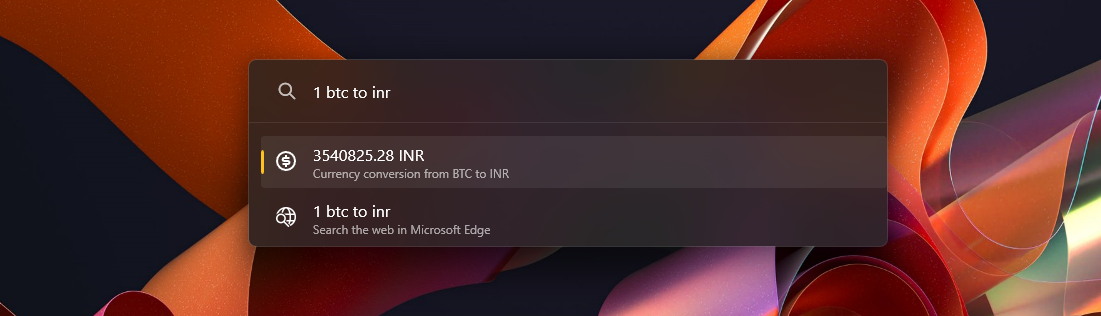 1 btc to inr
3540825.28 INR
Currency conversion from BTC to INR
1 btc to inr
Search the web in Microsoft Edge